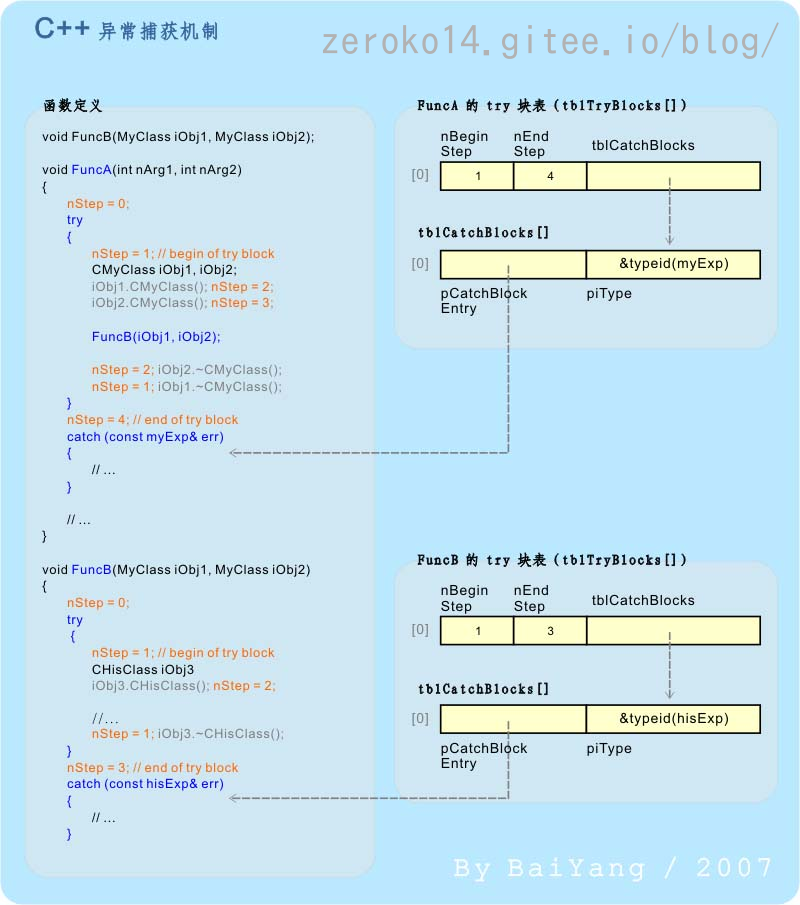 C++ 异常捕获机制
zeroko14.gitee.io/blog/
函数定义
void FuncB(MyClass iObj1, MyClass iObj2);
void FuncA(int nArg1, int nArg2)
{
nStep = 0;
try
{
nStep = 1; // begin of try block
CMyClass iObj1, iObj2;
iObj1.CMyClass(); nStep = 2;
iObj2.CMyClass(); nStep = 3;
FuncB(iObj1, iObj2);
nStep = 2; iObj2.~CMyClass();
nStep = 1; iObj1.~CMyClass();
}
nStep = 4; // end of try block
catch (const myExp& err)
{
// ...
}
// ...
}
void FuncB(MyClass iObj1, MyClass iObj2)
{
nStep = 0;
try
{
nStep = 1; // begin of try block
CHisClass iObj3
iObj3.CHisClass(); nStep = 2;
//...
nStep = 1; iObj3.~CHisClass();
}
nStep = 3; // end of try block
catch (const hisExp& err)
{
// ...
}
FuncA 的 try 块表（tblTryBlocks[]）
nBegin Step
nEnd Step
tblCatchBlocks
[0] 1 4
tblCatchBlocks[]
[0] &typeid(myExp)
pCatchBlock Entry
piType
FuncB 的 try 块表（tblTryBlocks[]）
nBegin Step
nEnd Step
tblCatchBlocks
[0] 1 3
tblCatchBlocks[]
[0] &typeid(hisExp)
pCatchBlock Entry
piType
By BaiYang / 2007